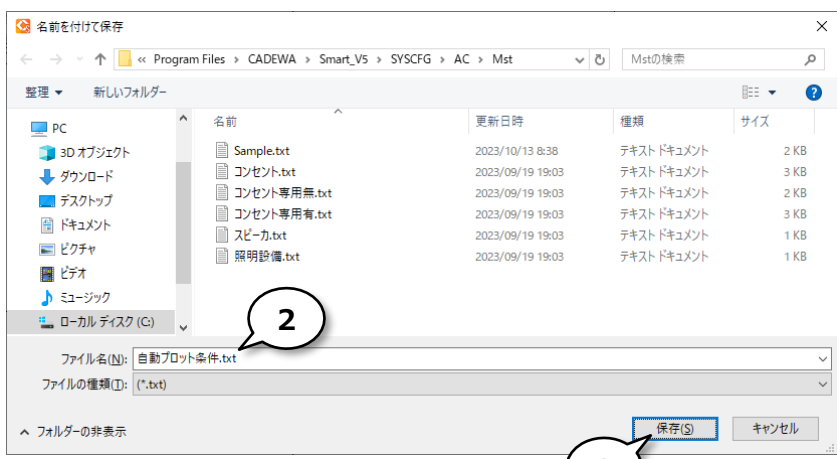 名前を付けて保存
« Program Files > CADEWA > Smart_V5 > SYSCFG > AC > Mst
Mstの検索
整理 新しいフォルダー
PC
3D オブジェクト
ダウンロード
デスクトップ
ドキュメント
ピクチャ
ビデオ
ミュージック
ローカル ディスク (C:)
名前 更新日時 種類 サイズ
Sample.txt 2023/10/13 8:38 テキスト ドキュメント 2 KB
コンセント.txt 2023/09/19 19:03 テキスト ドキュメント 3 KB
コンセント専用無.txt 2023/09/19 19:03 テキスト ドキュメント 2 KB
コンセント専用有.txt 2023/09/19 19:03 テキスト ドキュメント 3 KB
スピーカ.txt 2023/09/19 19:03 テキスト ドキュメント 1 KB
照明設備.txt 2023/09/19 19:03 テキスト ドキュメント 1 KB
2
ファイル名(N): 自動プロット条件.txt
ファイルの種類(T): (*.txt)
フォルダーの非表示
保存(S) キャンセル